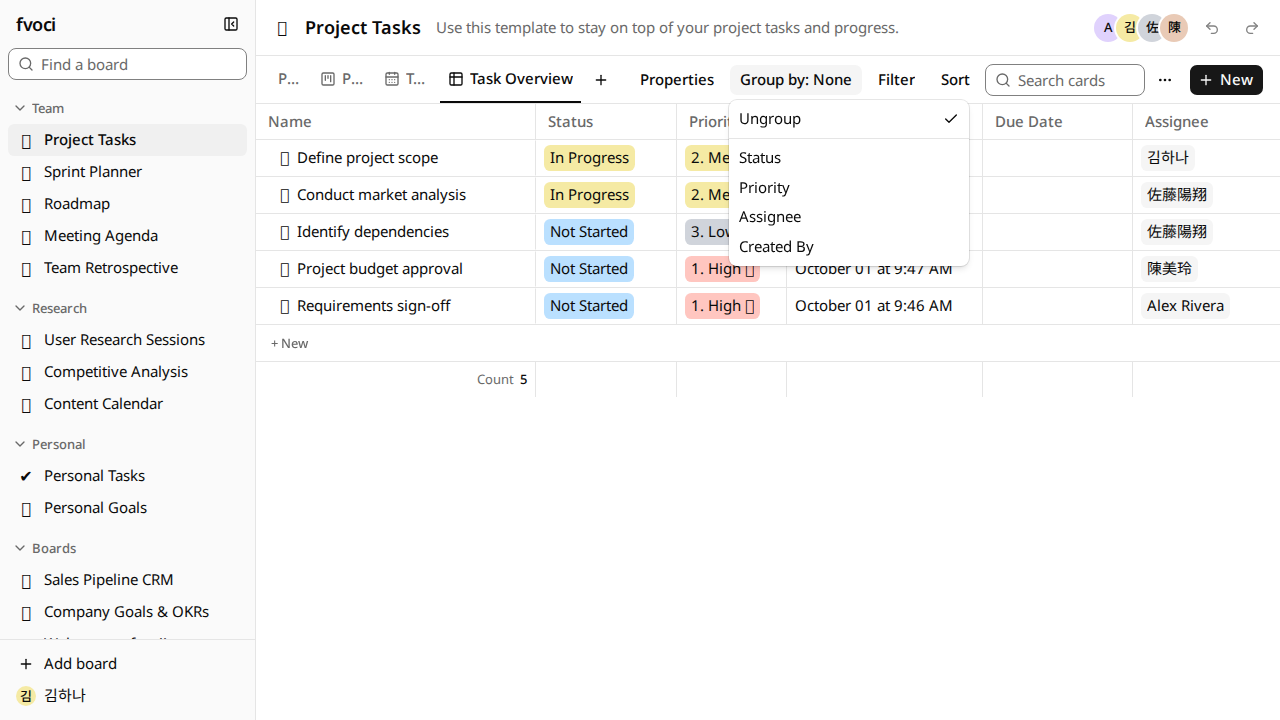 fvoci
Find a board
Team
Project Tasks
Sprint Planner
Roadmap
Meeting Agenda
Team Retrospective
Research
User Research Sessions
Competitive Analysis
Content Calendar
Personal
Personal Tasks
Personal Goals
Boards
Sales Pipeline CRM
Company Goals & OKRs
Add board
김 김하나
Project Tasks Use this template to stay on top of your project tasks and progress.
A 김 佐 陳
P... P... T... Task Overview Properties Group by: None Filter Sort Search cards New
Ungroup
Status
Priority
Assignee
Created By
Name Status Due Date Assignee
Define project scope In Progress 김하나
Conduct market analysis In Progress 佐藤陽翔
Identify dependencies Not Started 佐藤陽翔
Project budget approval Not Started 1. High October 01 at 9:47 AM 陳美玲
Requirements sign-off Not Started 1. High October 01 at 9:46 AM Alex Rivera
+ New
Count 5